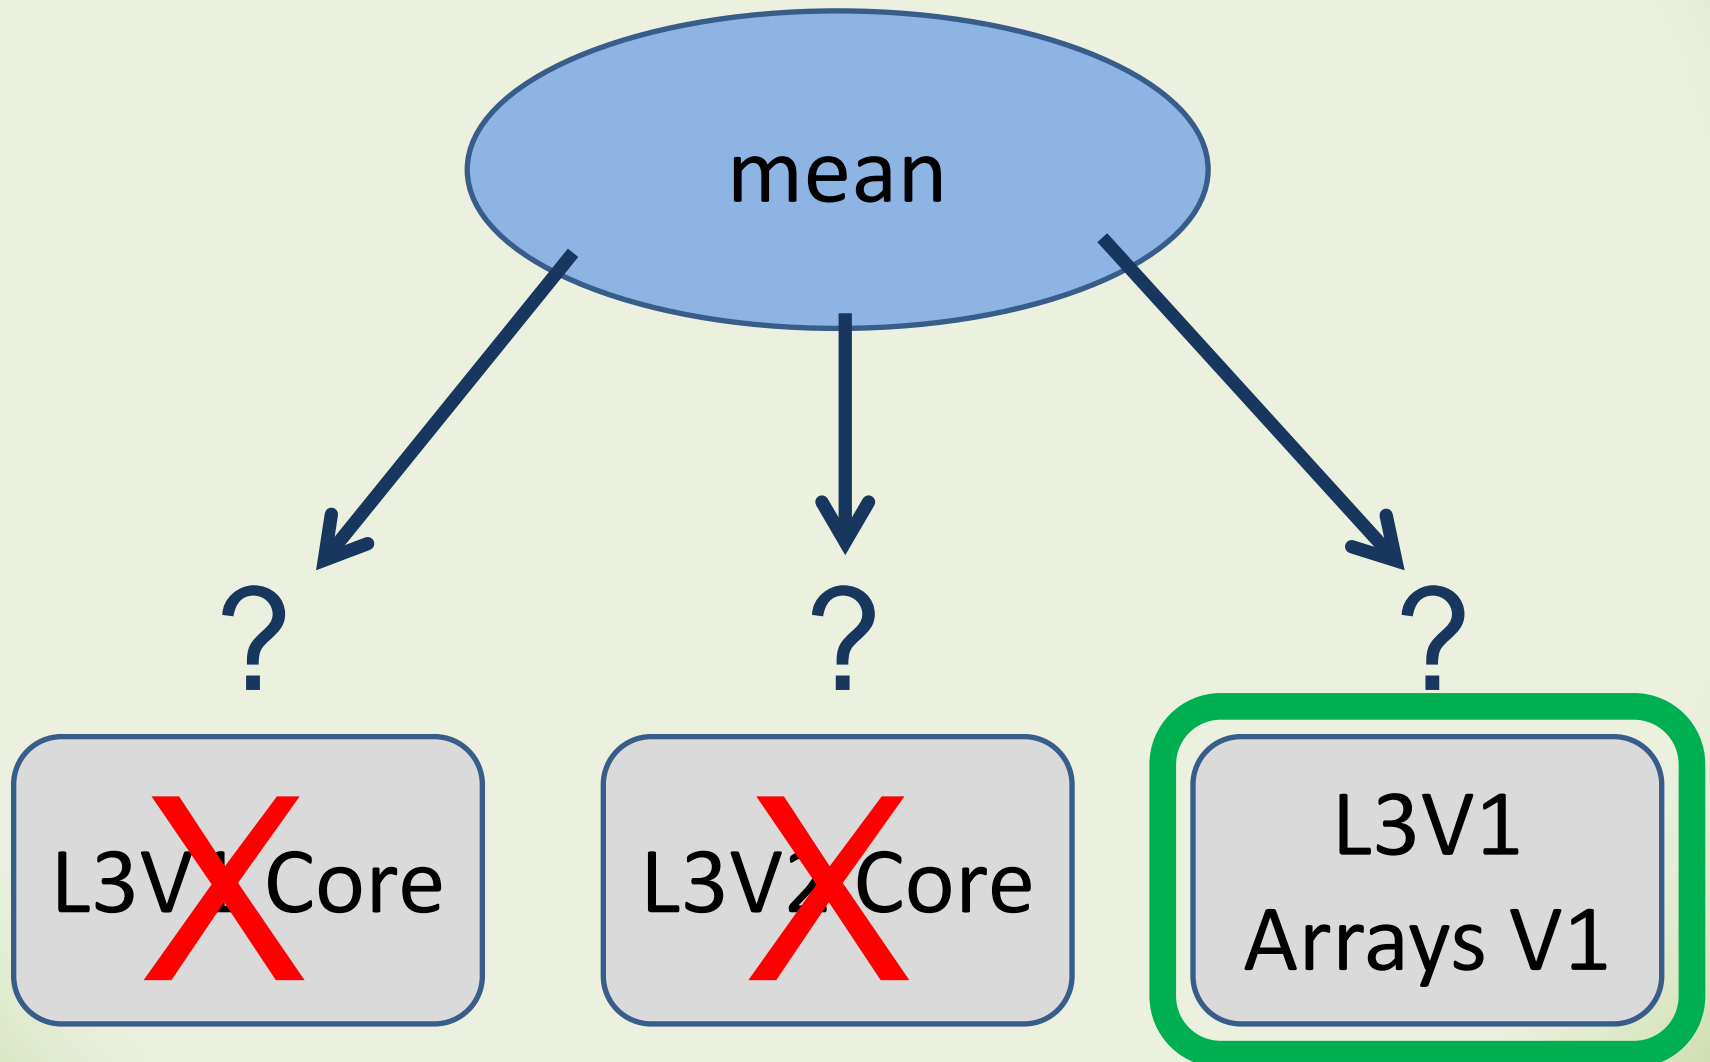 mean
? ? ?
L3V1 Core
X
L3V2 Core
X
L3V1
Arrays V1